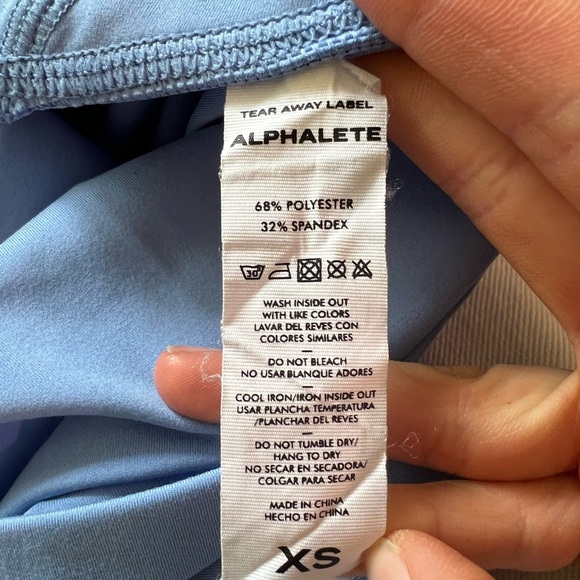 TEAR AWAY LABEL
ALPHALETE
68% POLYESTER
32% SPANDEX
30
WASH INSIDE OUT
WITH LIKE COLORS
LAVAR DEL REVES CON
COLORES SIMILARES
—
DO NOT BLEACH
NO USAR BLANQUE ADORES
—
COOL IRON/IRON INSIDE OUT
USAR PLANCHA TEMPERATURA
/PLANCHAR DEL REVES
—
DO NOT TUMBLE DRY/
HANG TO DRY
NO SECAR EN SECADORA/
COLGAR PARA SECAR
MADE IN CHINA
HECHO EN CHINA
XS